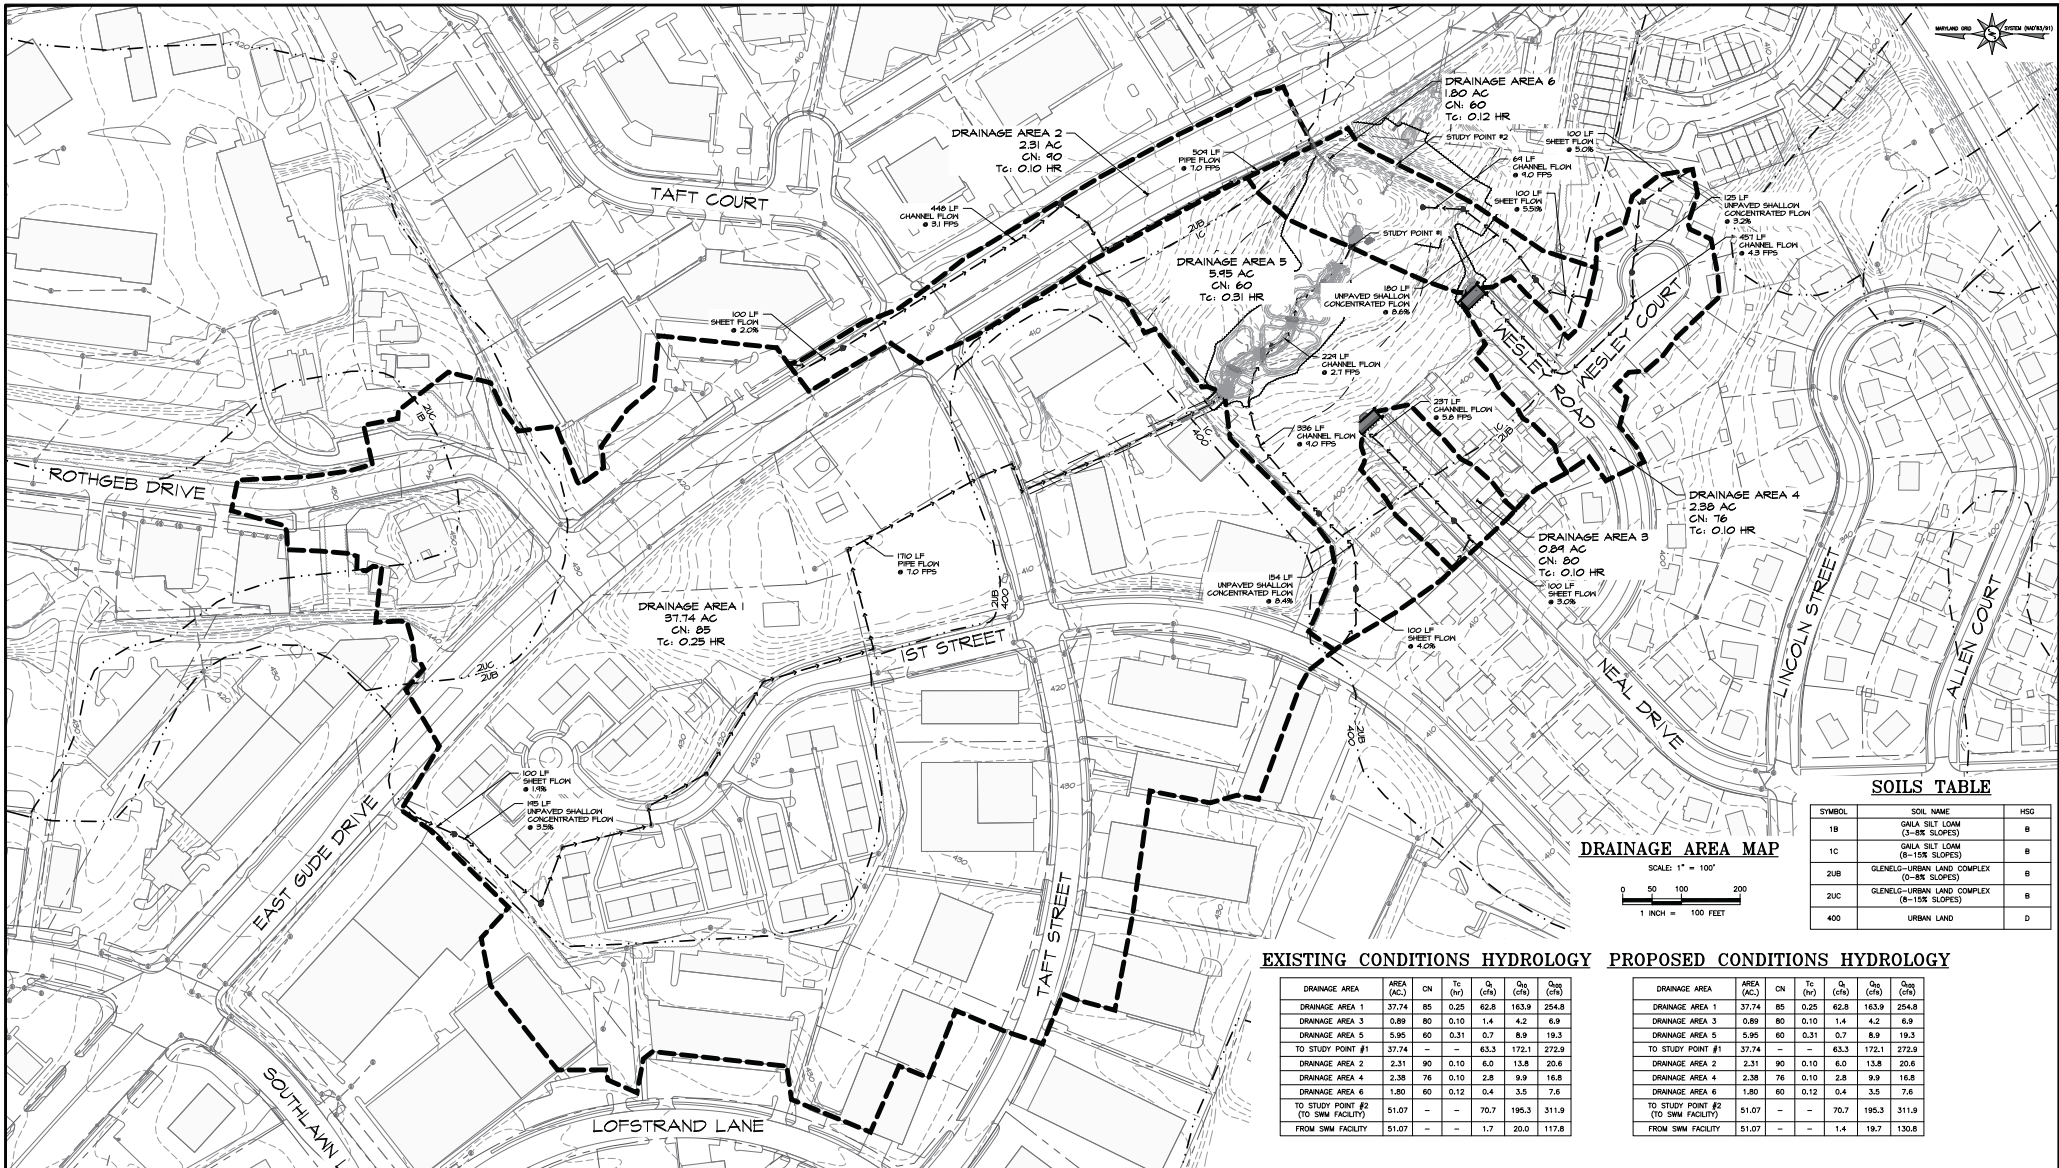 MARYLAND GRID SYSTEM (NAD'83/91)
DRAINAGE AREA 6
1.80 AC
CN: 60
Tc: 0.12 HR
STUDY POINT #2
100 LF
SHEET FLOW
@ 5.0%
69 LF
CHANNEL FLOW
@ 9.0 FPS
100 LF
SHEET FLOW
@ 5.5%
125 LF
UNPAVED SHALLOW
CONCENTRATED FLOW
@ 3.2%
457 LF
CHANNEL FLOW
@ 4.3 FPS
DRAINAGE AREA 2
2.31 AC
CN: 90
Tc: 0.10 HR
509 LF
PIPE FLOW
@ 7.0 FPS
448 LF
CHANNEL FLOW
@ 3.1 FPS
TAFT COURT
2UB
1C
STUDY POINT #1
DRAINAGE AREA 5
5.95 AC
CN: 60
Tc: 0.31 HR
180 LF
UNPAVED SHALLOW
CONCENTRATED FLOW
@ 8.6%
100 LF
SHEET FLOW
@ 2.0%
229 LF
CHANNEL FLOW
@ 2.7 FPS
WESLEY ROAD
WESLEY COURT
2UC
1B
237 LF
CHANNEL FLOW
@ 5.8 FPS
1C
2UB
1C
400
336 LF
CHANNEL FLOW
@ 9.0 FPS
ROTHGEB DRIVE
DRAINAGE AREA 4
2.38 AC
CN: 76
Tc: 0.10 HR
DRAINAGE AREA 3
0.89 AC
CN: 80
Tc: 0.10 HR
100 LF
SHEET FLOW
@ 3.0%
1710 LF
PIPE FLOW
@ 7.0 FPS
154 LF
UNPAVED SHALLOW
CONCENTRATED FLOW
@ 8.4%
2UB
400
DRAINAGE AREA 1
37.74 AC
CN: 85
Tc: 0.25 HR
1ST STREET
100 LF
SHEET FLOW
@ 4.0%
2UC
2UB
2UB
400
NEAL DRIVE
LINCOLN STREET
ALLEN COURT
100 LF
SHEET FLOW
@ 1.9%
195 LF
UNPAVED SHALLOW
CONCENTRATED FLOW
@ 3.5%
EAST GUDE DRIVE
TAFT STREET
SOUTHLAWN L
LOFSTRAND LANE
DRAINAGE AREA MAP
SCALE: 1" = 100'
0 50 100 200
1 INCH = 100 FEET
SOILS TABLE
SYMBOL SOIL NAME HSG
1B GAILA SILT LOAM (3-8% SLOPES) B
1C GAILA SILT LOAM (8-15% SLOPES) B
2UB GLENELG-URBAN LAND COMPLEX (0-8% SLOPES) B
2UC GLENELG-URBAN LAND COMPLEX (8-15% SLOPES) B
400 URBAN LAND D
EXISTING CONDITIONS HYDROLOGY
DRAINAGE AREA AREA (AC.) CN Tc (hr) Q1 (cfs) Q10 (cfs) Q100 (cfs)
DRAINAGE AREA 1 37.74 85 0.25 62.8 163.9 254.8
DRAINAGE AREA 3 0.89 80 0.10 1.4 4.2 6.9
DRAINAGE AREA 5 5.95 60 0.31 0.7 8.9 19.3
TO STUDY POINT #1 37.74 - - 63.3 172.1 272.9
DRAINAGE AREA 2 2.31 90 0.10 6.0 13.8 20.6
DRAINAGE AREA 4 2.38 76 0.10 2.8 9.9 16.8
DRAINAGE AREA 6 1.80 60 0.12 0.4 3.5 7.6
TO STUDY POINT #2 (TO SWM FACILITY) 51.07 - - 70.7 195.3 311.9
FROM SWM FACILITY 51.07 - - 1.7 20.0 117.8
PROPOSED CONDITIONS HYDROLOGY
DRAINAGE AREA AREA (AC.) CN Tc (hr) Q1 (cfs) Q10 (cfs) Q100 (cfs)
DRAINAGE AREA 1 37.74 85 0.25 62.8 163.9 254.8
DRAINAGE AREA 3 0.89 80 0.10 1.4 4.2 6.9
DRAINAGE AREA 5 5.95 60 0.31 0.7 8.9 19.3
TO STUDY POINT #1 37.74 - - 63.3 172.1 272.9
DRAINAGE AREA 2 2.31 90 0.10 6.0 13.8 20.6
DRAINAGE AREA 4 2.38 76 0.10 2.8 9.9 16.8
DRAINAGE AREA 6 1.80 60 0.12 0.4 3.5 7.6
TO STUDY POINT #2 (TO SWM FACILITY) 51.07 - - 70.7 195.3 311.9
FROM SWM FACILITY 51.07 - - 1.4 19.7 130.8